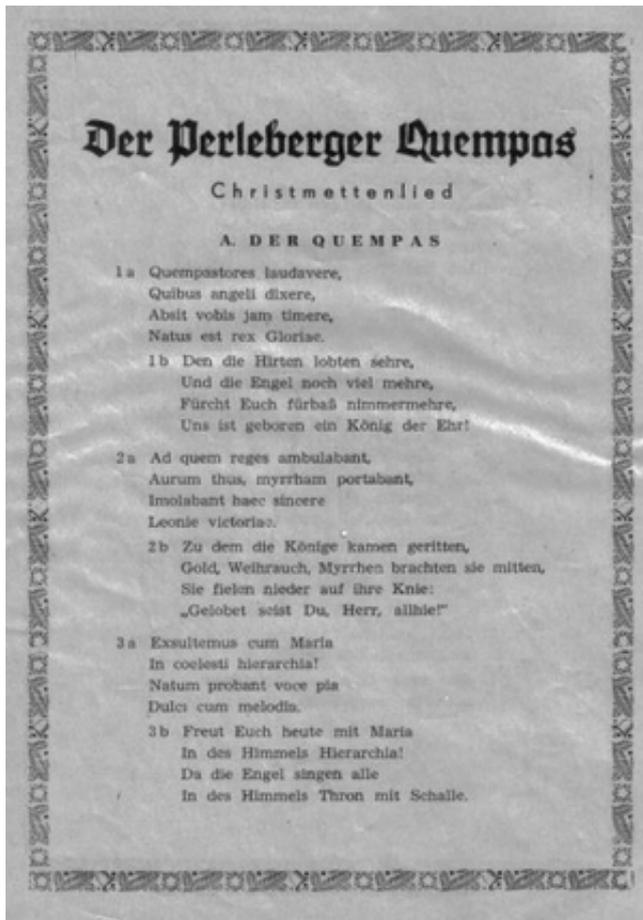 Der Perleberger Quempas
Christmettenlied
A. DER QUEMPAS
1a Quempastores laudavere,
Quibus angeli dixere,
Absit vobis jam timere,
Natus est rex Gloriae.
1b Den die Hirten lobten sehre,
Und die Engel noch viel mehre,
Fürcht Euch fürbaß nimmermehre,
Uns ist geboren ein König der Ehr!
2a Ad quem reges ambulabant,
Aurum thus, myrrham portabant,
Imolabant haec sincere
Leonie victoriae.
2b Zu dem die Könige kamen geritten,
Gold, Weihrauch, Myrrhen brachten sie mitten,
Sie fielen nieder auf ihre Knie:
„Gelobet seist Du, Herr, allhie!"
3a Exsultemus cum Maria
In coelesti hierarchia!
Natum probant voce pia
Dulci cum melodia.
3b Freut Euch heute mit Maria
In des Himmels Hierarchia!
Da die Engel singen alle
In des Himmels Thron mit Schalle.